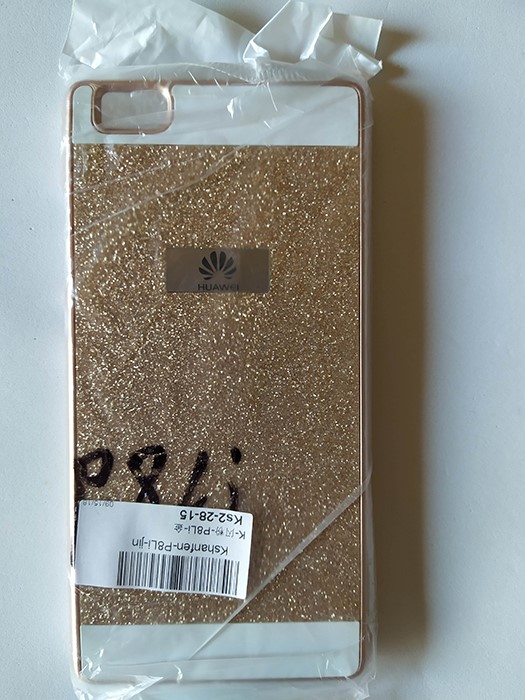 HUAWEI
P8Li
Kshanfen-P8Li-jin
K-闪粉-P8Li-金
Ks2-28-15